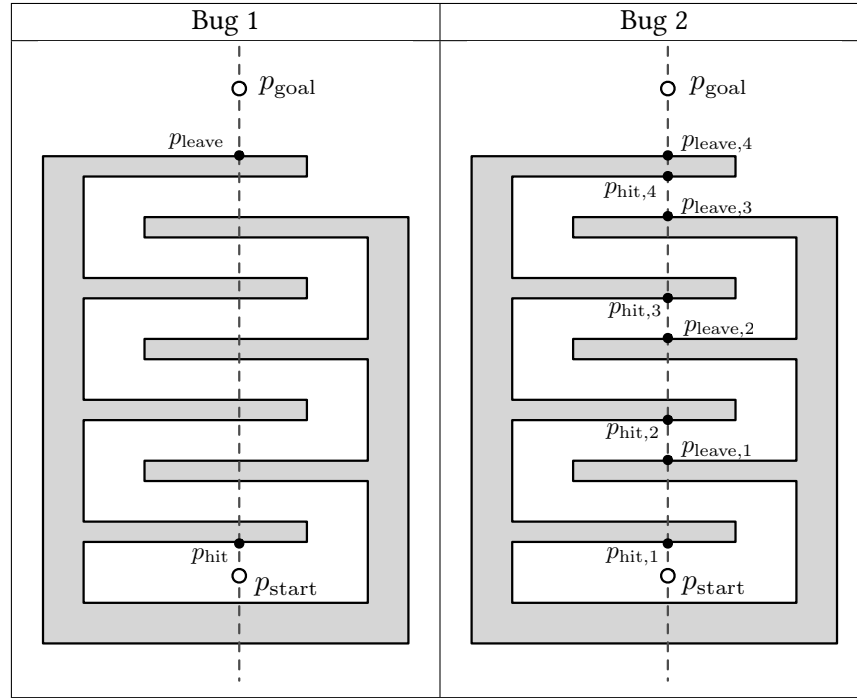 Bug 1
p_goal
p_leave
p_hit
p_start
Bug 2
p_goal
p_leave,4
p_hit,4
p_leave,3
p_hit,3
p_leave,2
p_hit,2
p_leave,1
p_hit,1
p_start